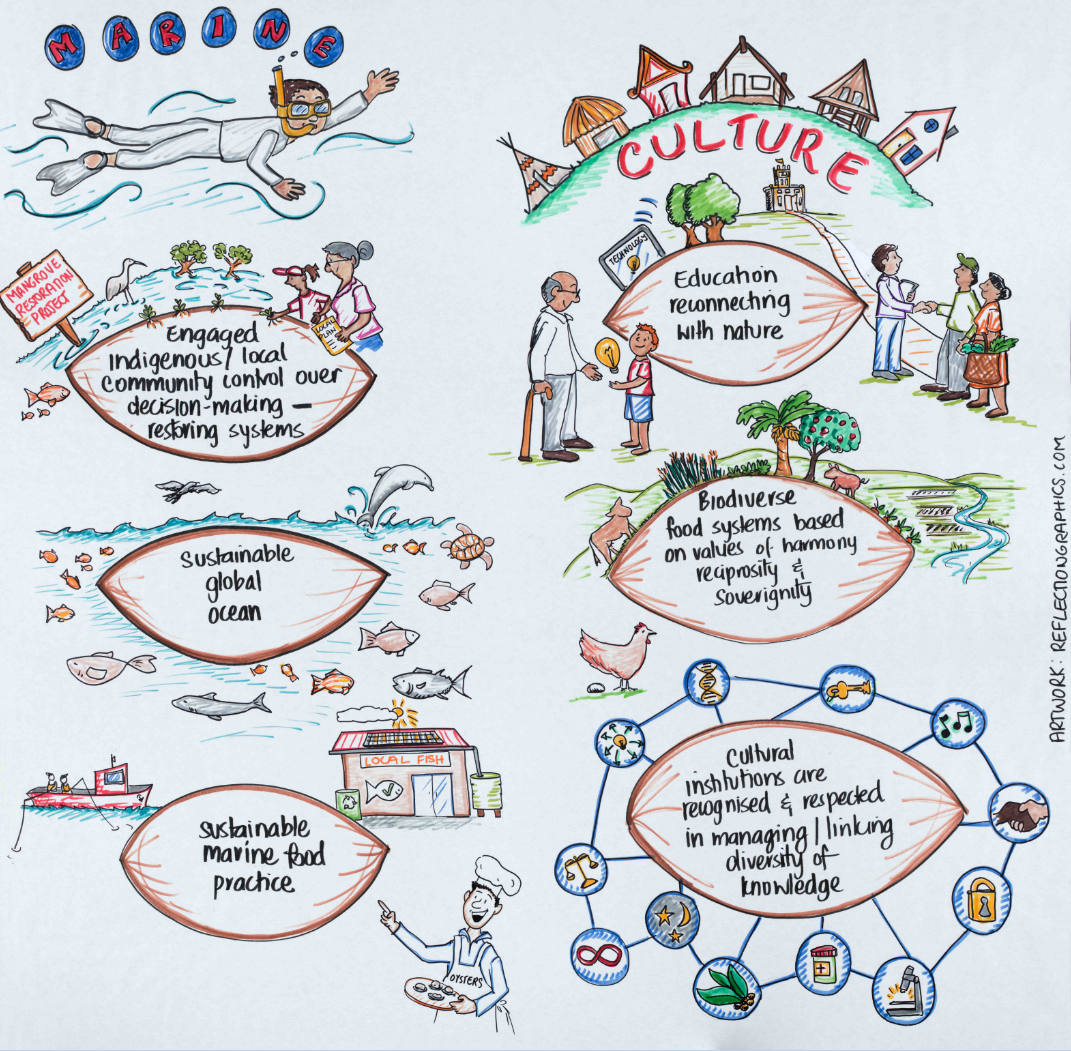 MARINE
MANGROVE
RESTORATION
PROJECT
LOCAL
PLAN
Engaged
indigenous/local
community control over
decision-making –
restoring systems
sustainable
global
ocean
LOCAL FISH
sustainable
marine food
practice
OYSTERS
CULTURE
TECHNOLOGY
Education
reconnecting
with nature
Biodiverse
food systems based
on values of harmony
reciprosity &
soverignity
Cultural
institutions are
recognised & respected
in managing/linking
diversity of
knowledge
ARTWORK: REFLECTIONGRAPHICS.COM